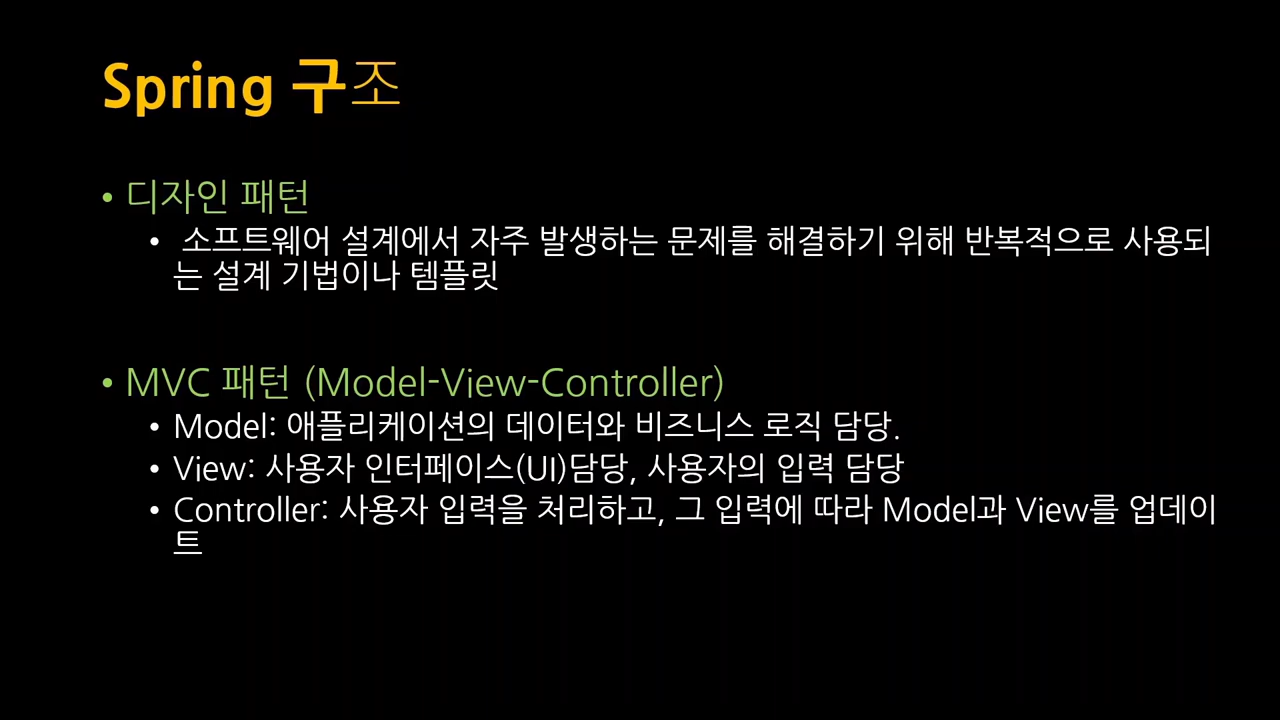 Spring 구조
• 디자인 패턴
• 소프트웨어 설계에서 자주 발생하는 문제를 해결하기 위해 반복적으로 사용되
는 설계 기법이나 템플릿
• MVC 패턴 (Model-View-Controller)
• Model: 애플리케이션의 데이터와 비즈니스 로직 담당.
• View: 사용자 인터페이스(UI)담당, 사용자의 입력 담당
• Controller: 사용자 입력을 처리하고, 그 입력에 따라 Model과 View를 업데이
트